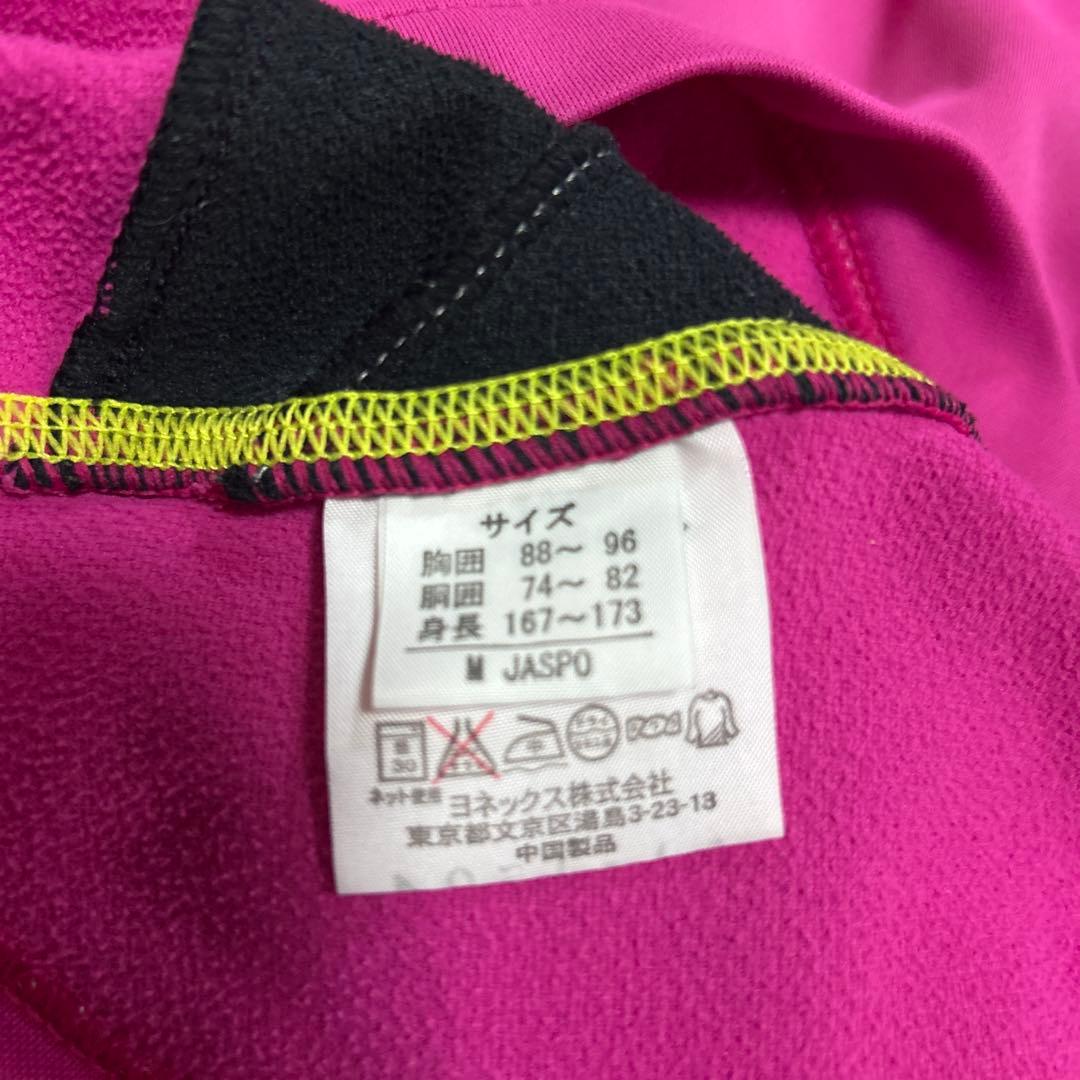 サイズ
胸囲 88～ 96
胴囲 74～ 82
身長 167～173
M JASPO
30
中
ネット使用
ヨネックス株式会社
東京都文京区湯島3-23-13
中国製品